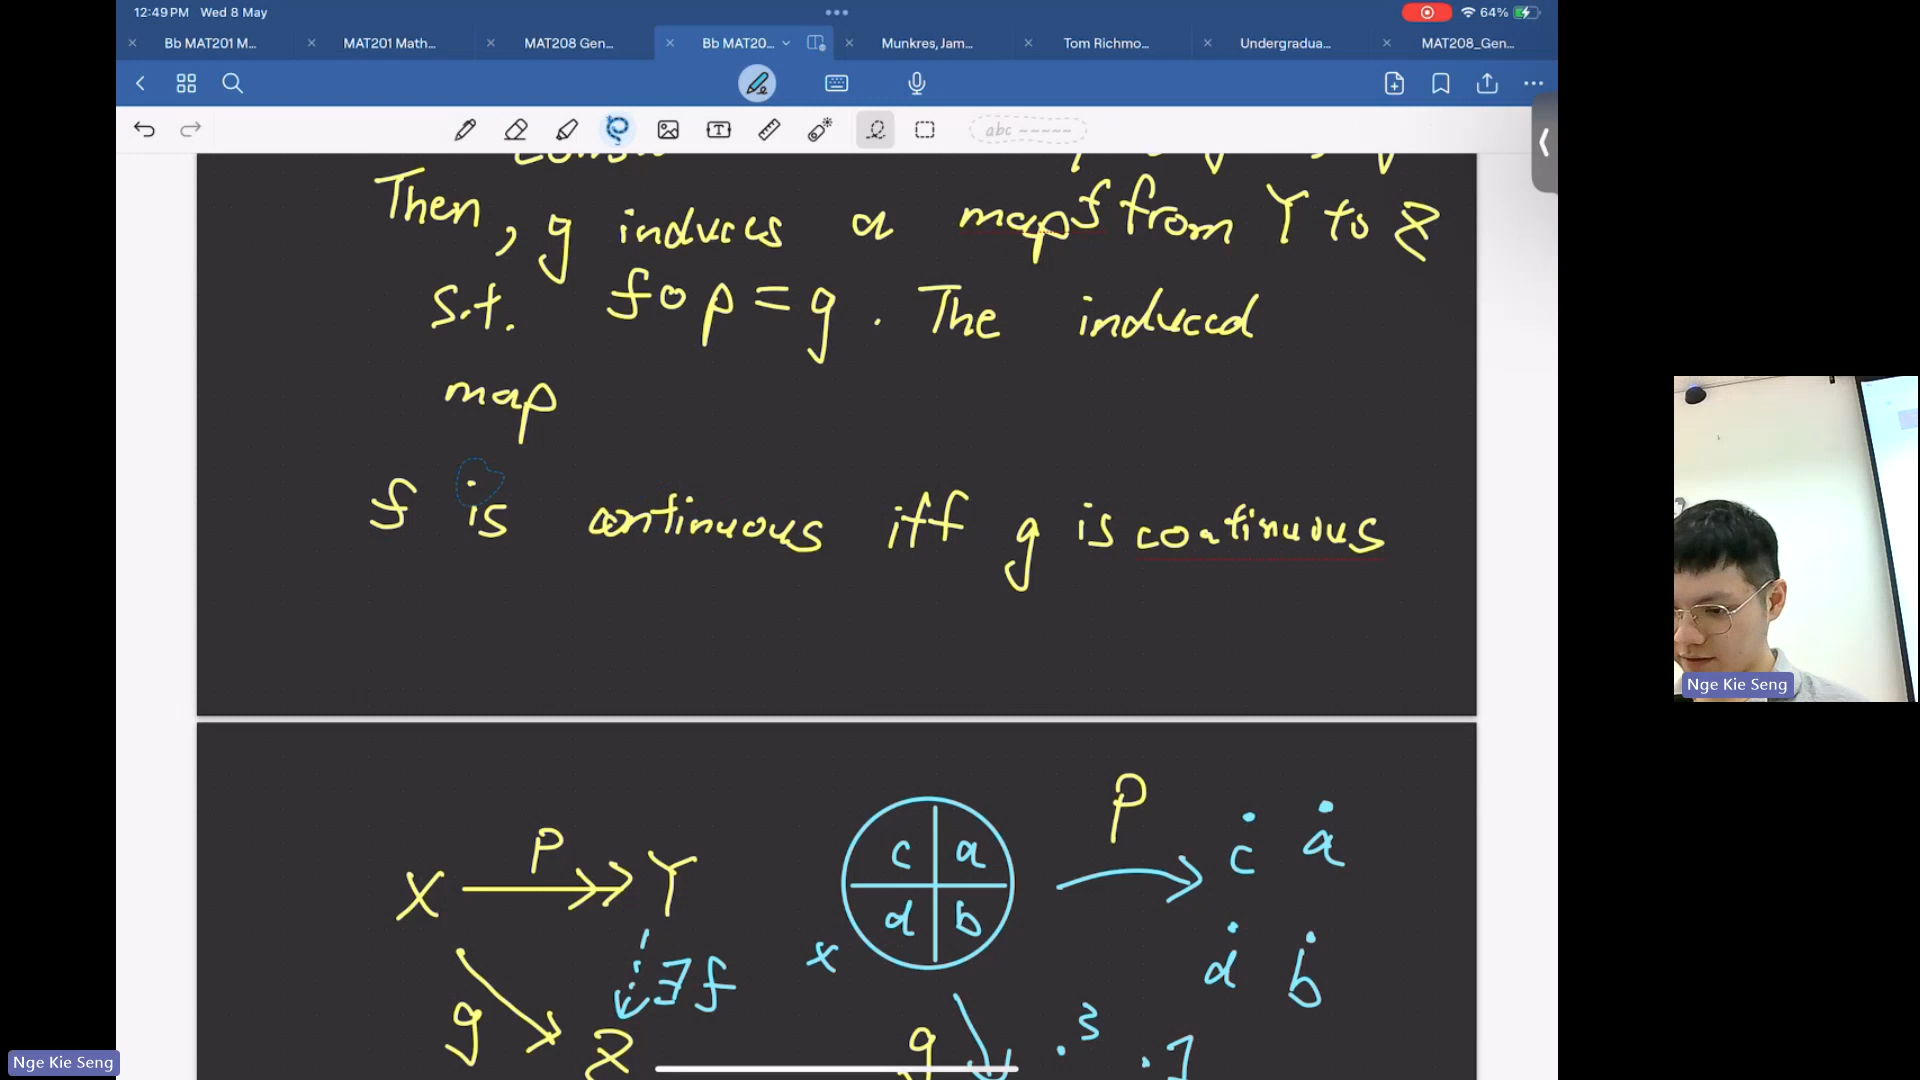 12:49 PM Wed 8 May
64%
Bb MAT201 M...
MAT201 Math...
MAT208 Gen...
Bb MAT20...
Munkres, Jam...
Tom Richmo...
Undergradua...
MAT208_Gen...
abc
Then, g induces a map f from Y to Z
s.t. f o p = g. The induced
map
f is continuous iff g is continuous
X P Y
∃f
g Z
c a
d b
x
P
c a
d b
g
.3
.1
Nge Kie Seng
Nge Kie Seng